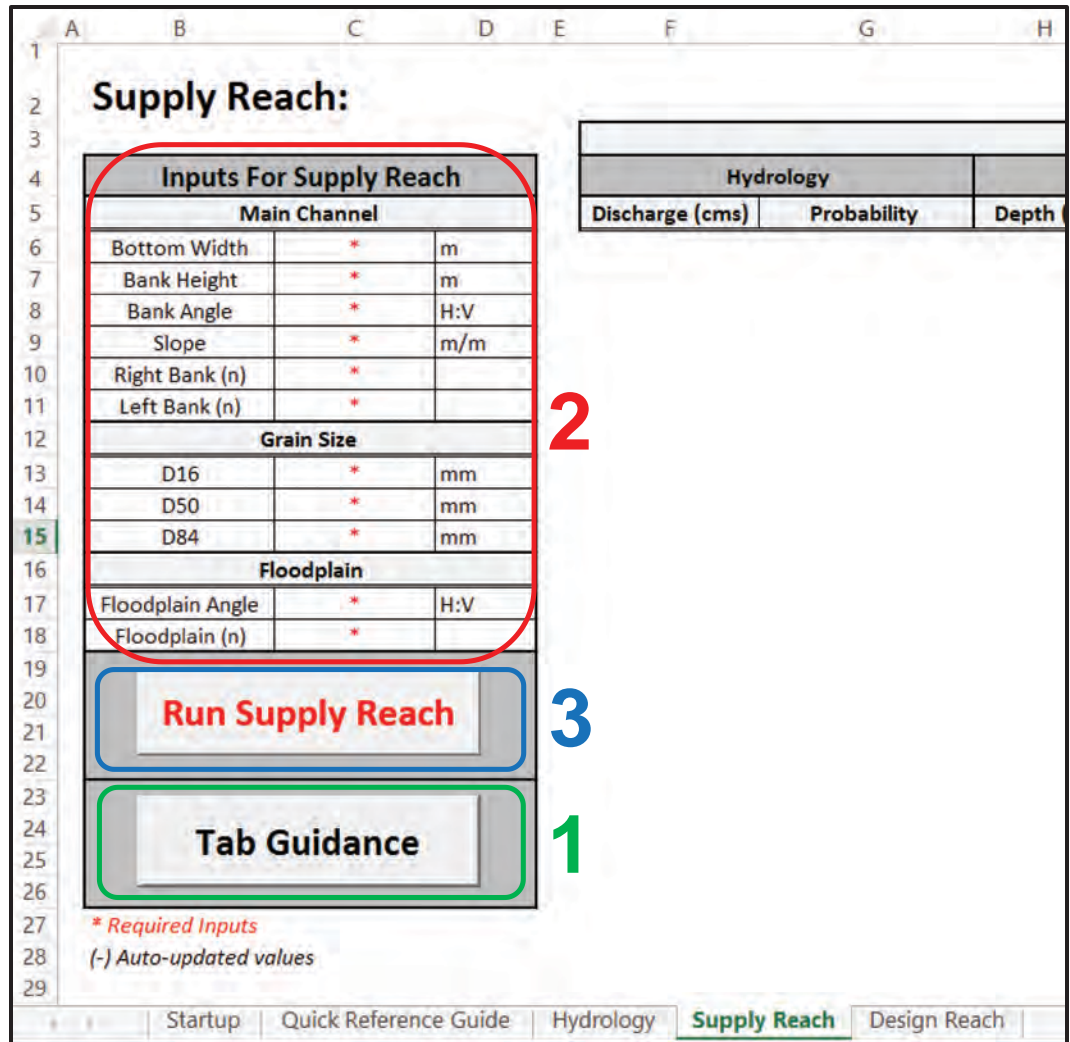 A B C D E F G H
1
2 Supply Reach:
3
4 Inputs For Supply Reach Hydrology
5 Main Channel Discharge (cms) Probability Depth (
6 Bottom Width * m
7 Bank Height * m
8 Bank Angle * H:V
9 Slope * m/m
10 Right Bank (n) *
11 Left Bank (n) * 2
12 Grain Size
13 D16 * mm
14 D50 * mm
15 D84 * mm
16 Floodplain
17 Floodplain Angle * H:V
18 Floodplain (n) *
19
20
Run Supply Reach 3
21
22
23
24
Tab Guidance 1
25
26
27 * Required Inputs
28 (-) Auto-updated values
29
Startup Quick Reference Guide Hydrology Supply Reach Design Reach